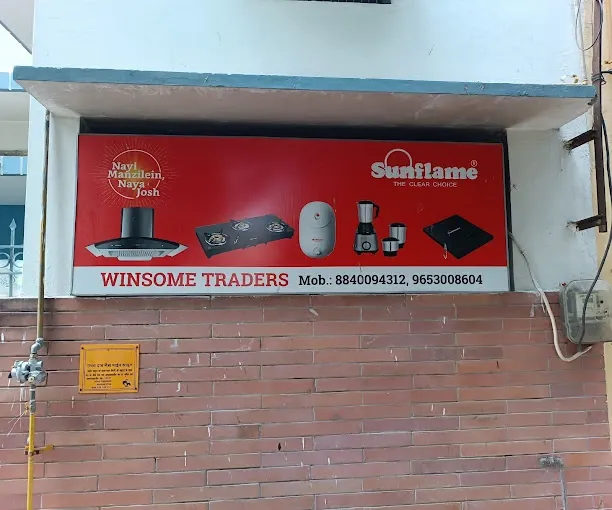 Nayi
Manzilein,
Naya
Josh
Sunflame®
THE CLEAR CHOICE
WINSOME TRADERS Mob.: 8840094312, 9653008604